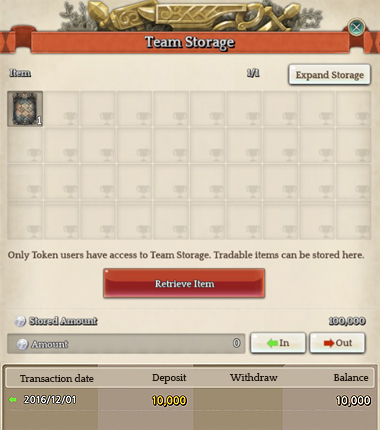 Team Storage
Item 1/1 Expand Storage
1
Only Token users have access to Team Storage. Tradable items can be stored here.
Retrieve Item
Stored Amount 100,000
Amount 0 In Out
Transaction date Deposit Withdraw Balance
2016/12/01 10,000 10,000